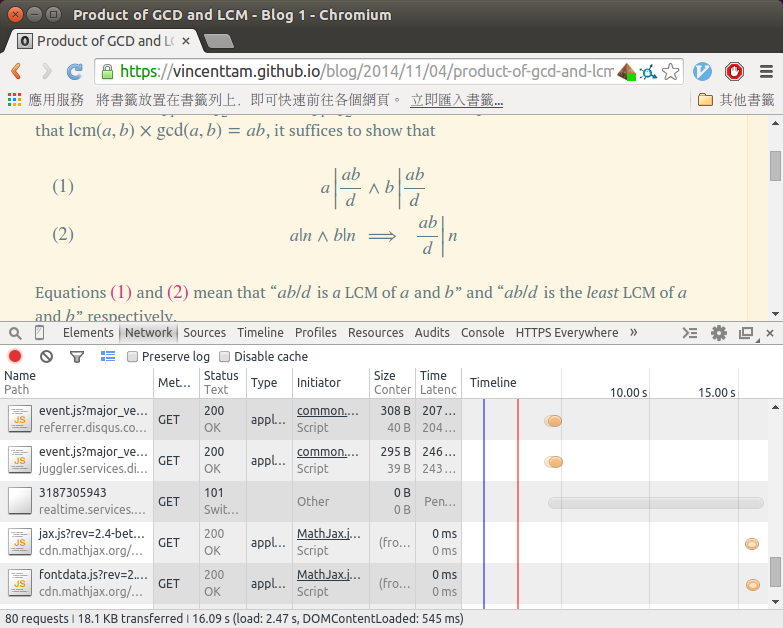 Product of GCD and LCM - Blog 1 - Chromium
Product of GCD and LC
https://vincenttam.github.io/blog/2014/11/04/product-of-gcd-and-lcm
應用服務 將書籤放置在書籤列上,即可快速前往各個網頁。 立即匯入書籤... 其他書籤
that lcm(a, b) × gcd(a, b) = ab, it suffices to show that
(1) a | ab/d ∧ b | ab/d
(2) a|n ∧ b|n ⟹ ab/d | n
Equations (1) and (2) mean that “ab/d is a LCM of a and b” and “ab/d is the least LCM of a
and b” respectively.
Elements Network Sources Timeline Profiles Resources Audits Console HTTPS Everywhere »
Preserve log Disable cache
Name Met... Status Type Initiator Size Time Timeline
Path Text Conter Latenc 10.00 s 15.00 s
event.js?major_ve... GET 200 appl... common.... 308 B 207 ...
referrer.disqus.co... OK Script 40 B 204 ...
event.js?major_ve... GET 200 appl... common.... 295 B 246 ...
juggler.services.di... OK Script 39 B 243 ...
3187305943 GET 101 Other 0 B Pen...
realtime.services.... Swit... 0 B
jax.js?rev=2.4-bet... GET 200 appl... MathJax.j... (fro... 0 ms
cdn.mathjax.org/... OK Script 0 ms
fontdata.js?rev=2.... GET 200 appl... MathJax.j... (fro... 0 ms
cdn.mathjax.org/... OK Script 0 ms
80 requests | 18.1 KB transferred | 16.09 s (load: 2.47 s, DOMContentLoaded: 545 ms)